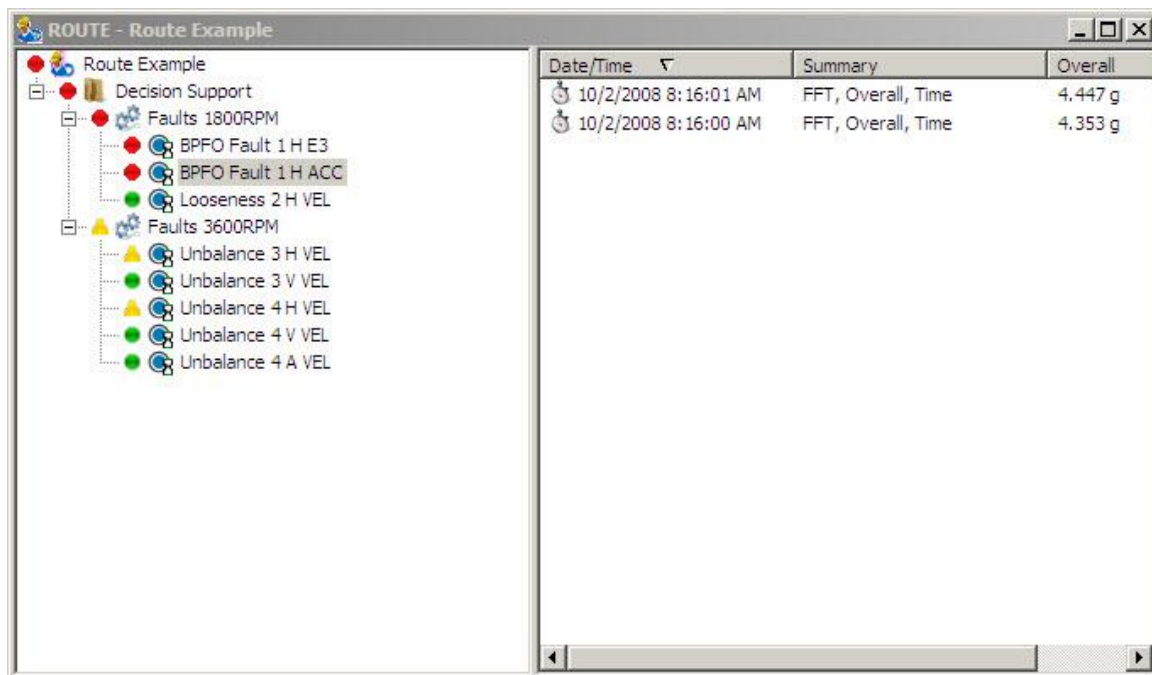 ROUTE - Route Example
Route Example
Decision Support
Faults 1800RPM
BPFO Fault 1 H E3
BPFO Fault 1 H ACC
Looseness 2 H VEL
Faults 3600RPM
Unbalance 3 H VEL
Unbalance 3 V VEL
Unbalance 4 H VEL
Unbalance 4 V VEL
Unbalance 4 A VEL
Date/Time Summary Overall
10/2/2008 8:16:01 AM FFT, Overall, Time 4.447 g
10/2/2008 8:16:00 AM FFT, Overall, Time 4.353 g